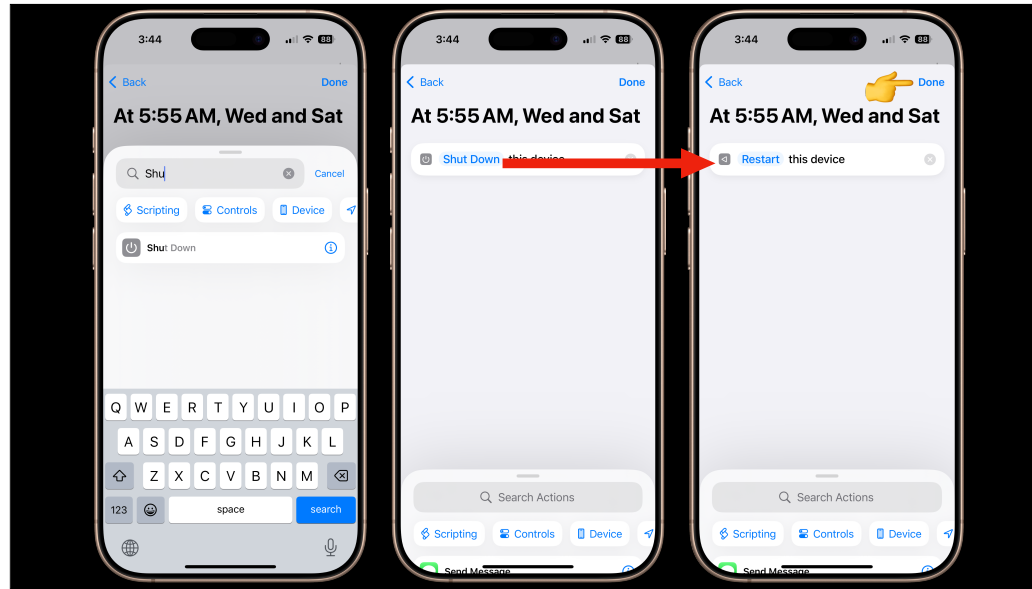 3:44
88
Back
Done
At 5:55 AM, Wed and Sat
Shu
Cancel
Scripting
Controls
Device
Shut Down
Q W E R T Y U I O P
A S D F G H J K L
Z X C V B N M
123
space
search
3:44
88
Back
Done
At 5:55 AM, Wed and Sat
Shut Down this device
Search Actions
Scripting
Controls
Device
Send Message
3:44
88
Back
Done
At 5:55 AM, Wed and Sat
Restart this device
Search Actions
Scripting
Controls
Device
Send Message